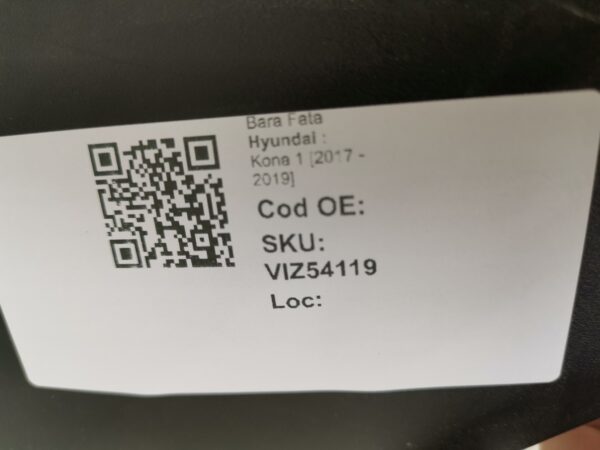 Bara Fata
Hyundai :
Kona 1 [2017 -
2019]
Cod OE:
SKU:
VIZ54119
Loc: